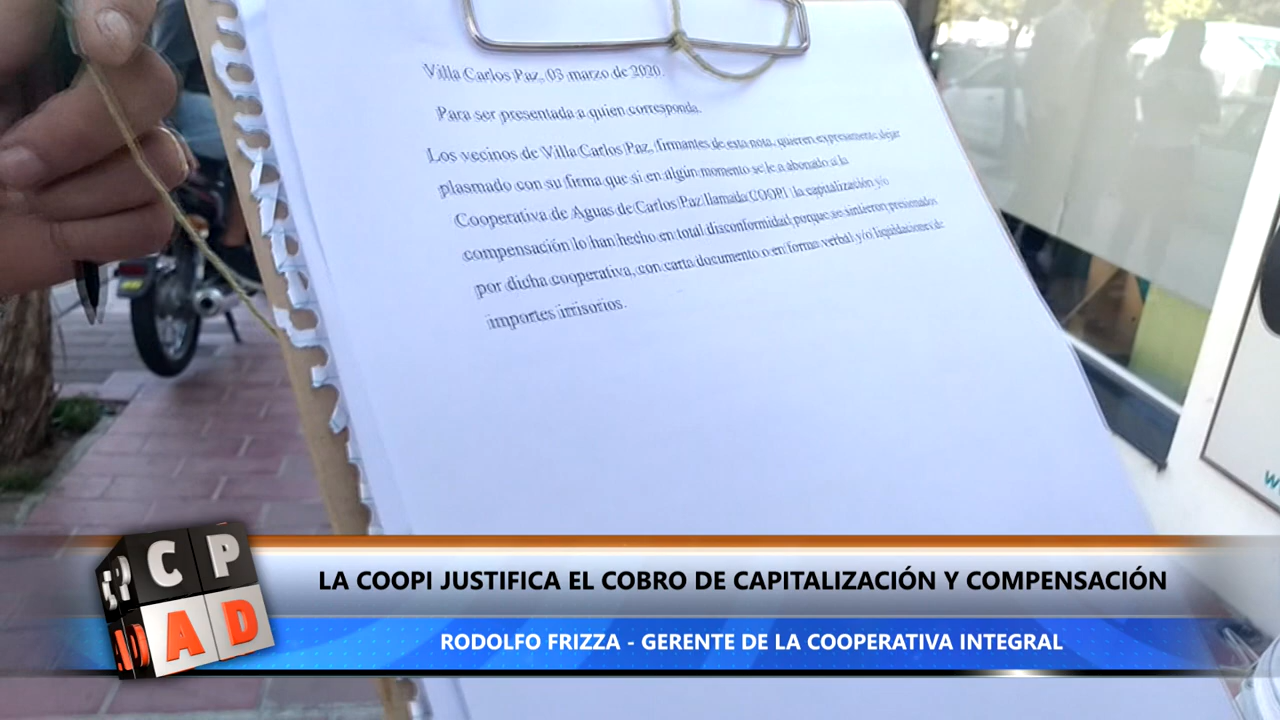 Villa Carlos Paz, 03 marzo de 2020.
Para ser presentada a quien corresponda.
Los vecinos de Villa Carlos Paz, firmantes de esta nota, quieren expresamente dejar
plasmado con su firma que si en algún momento se le a abonado a la
Cooperativa de Aguas de Carlos Paz llamada COOPI la capitalización y/o
compensación lo han hecho en total disconformidad porque se sintieron presionados
por dicha cooperativa, con carta documento o en forma verbal y/o liquidaciones de
importes irrisorios.
CP
AD
LA COOPI JUSTIFICA EL COBRO DE CAPITALIZACIÓN Y COMPENSACIÓN
RODOLFO FRIZZA - GERENTE DE LA COOPERATIVA INTEGRAL